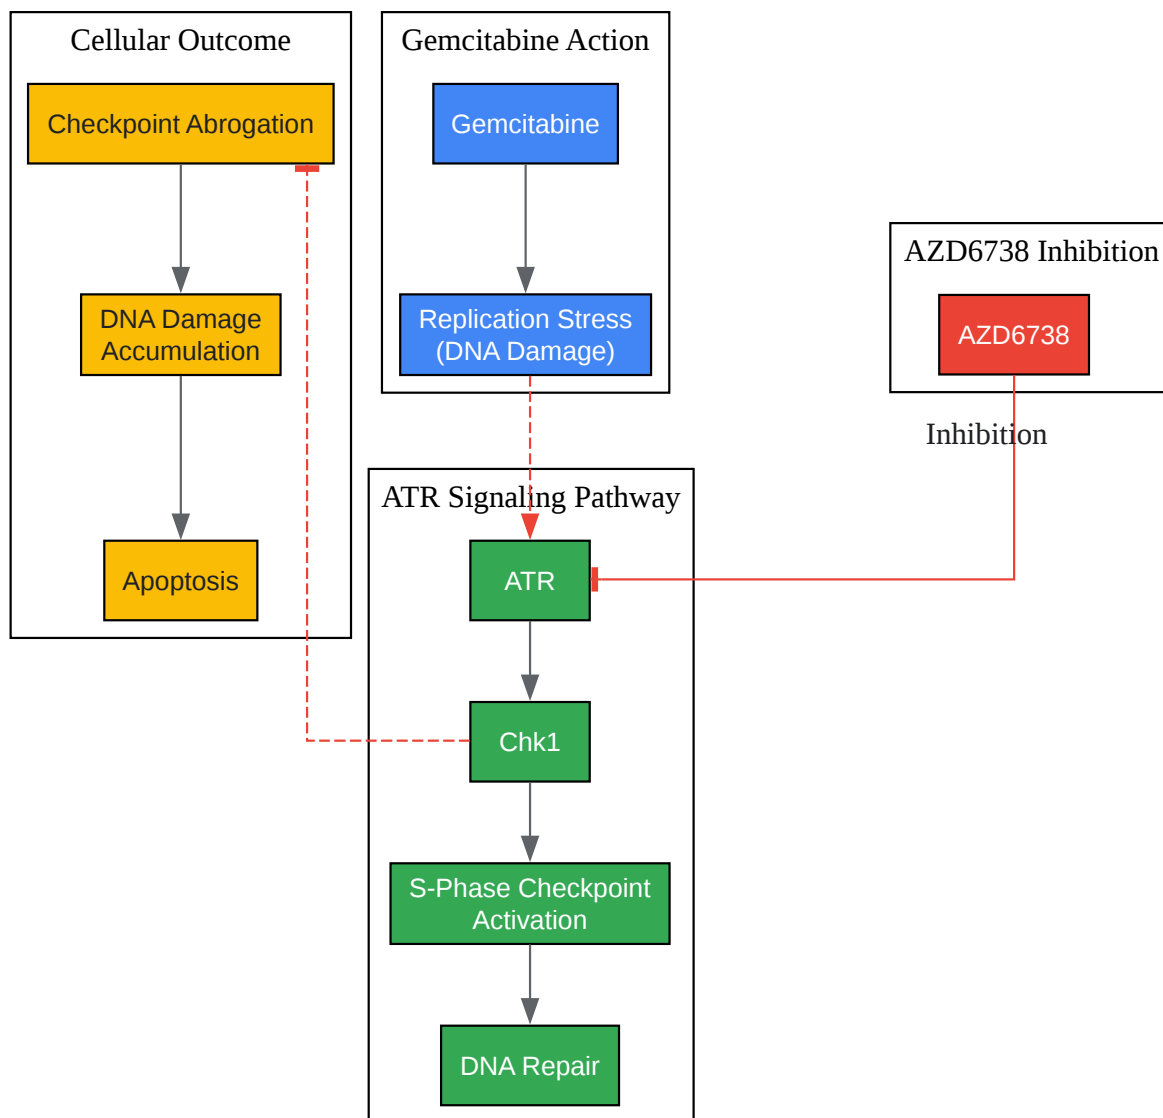 Cellular Outcome
Checkpoint Abrogation
DNA Damage
Accumulation
Apoptosis
Gemcitabine Action
Gemcitabine
Replication Stress
(DNA Damage)
AZD6738 Inhibition
AZD6738
Inhibition
ATR Signaling Pathway
ATR
Chk1
S-Phase Checkpoint
Activation
DNA Repair